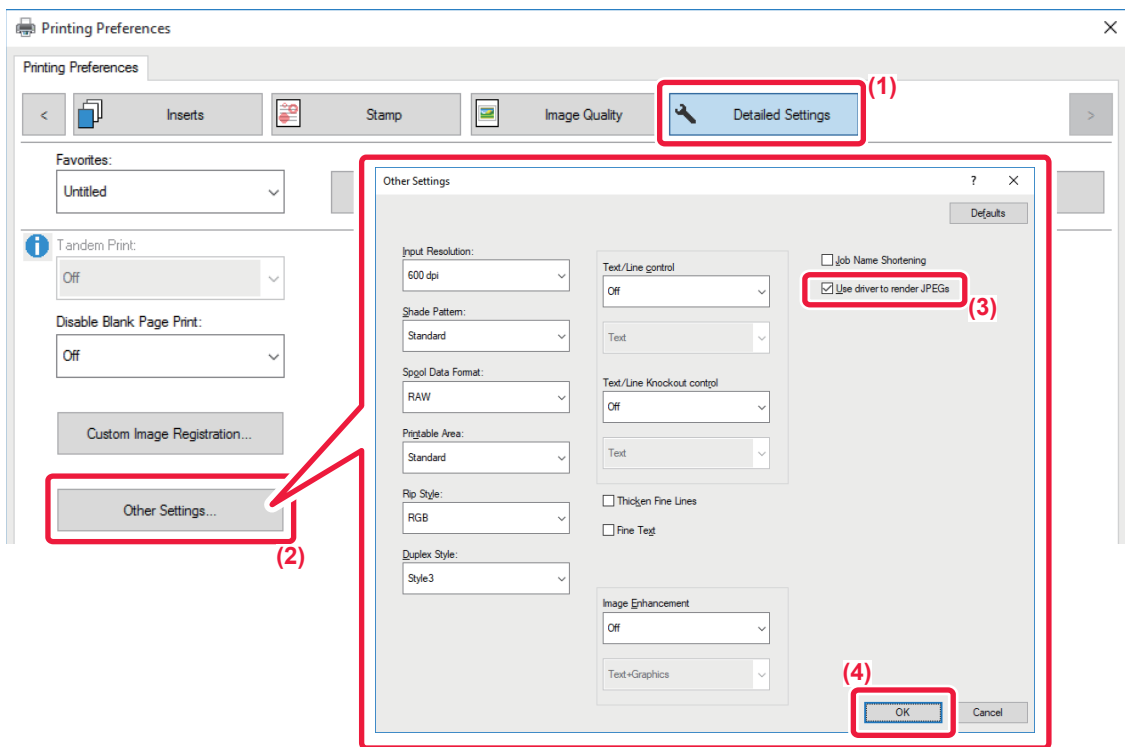 Printing Preferences
Printing Preferences
(1)
<
Inserts
Stamp
Image Quality
Detailed Settings
>
Favorites:
Untitled
Tandem Print:
Off
Disable Blank Page Print:
Off
Custom Image Registration...
Other Settings...
(2)
Other Settings
?
Defaults
Input Resolution:
600 dpi
Shade Pattern:
Standard
Spool Data Format:
RAW
Printable Area:
Standard
Rip Style:
RGB
Duplex Style:
Style3
Text/Line control
Off
Text
Text/Line Knockout control
Off
Text
Thicken Fine Lines
Fine Text
Image Enhancement
Off
Text+Graphics
Job Name Shortening
Use driver to render JPEGs
(3)
(4)
OK
Cancel